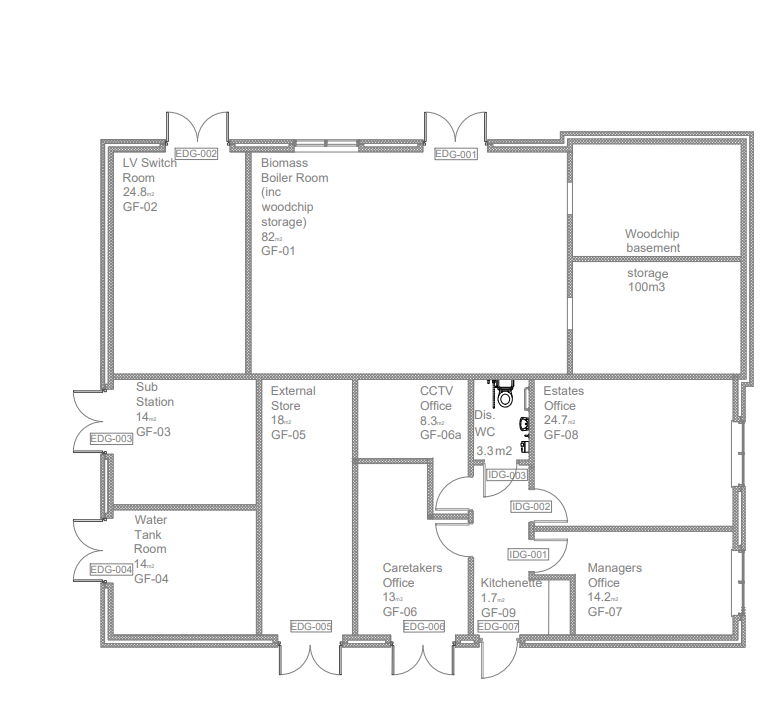 EDG-002
EDG-001
LV Switch
Room
24.8m2
GF-02
Biomass
Boiler Room
(inc
woodchip
storage)
82m2
GF-01
Woodchip
basement
storage
100m3
Sub
Station
14m2
GF-03
EDG-003
External
Store
18m2
GF-05
CCTV
Office
8.3m2
GF-06a
Dis.
WC
3.3m2
IDG-003
Estates
Office
24.7m2
GF-08
IDG-002
Water
Tank
Room
14m2
GF-04
EDG-004
IDG-001
Caretakers
Office
13m2
GF-06
Kitchenette
1.7m2
GF-09
Managers
Office
14.2m2
GF-07
EDG-005
EDG-006
EDG-007